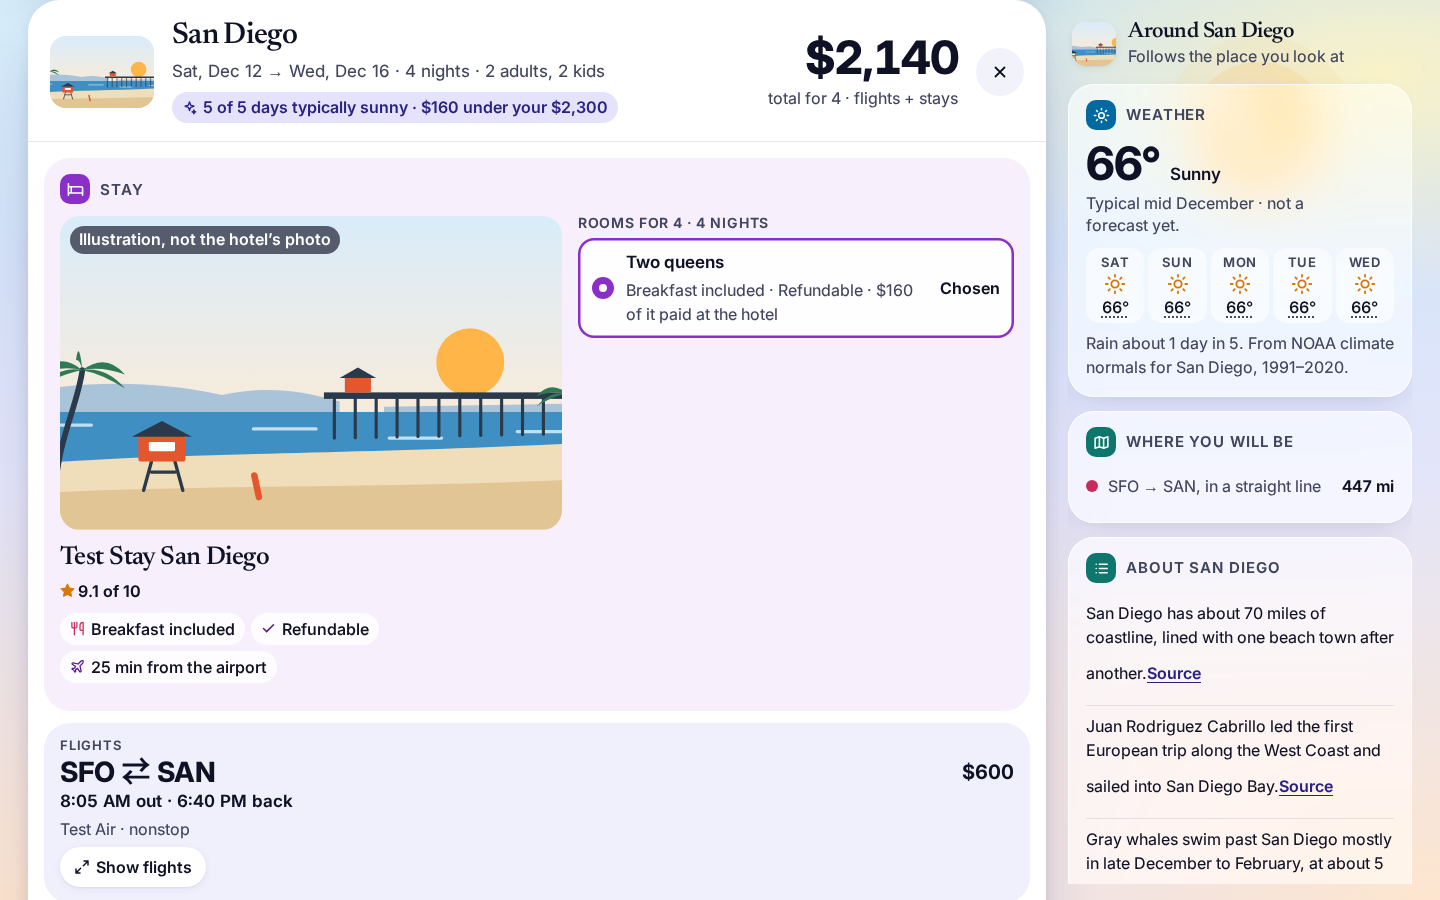 San Diego
Sat, Dec 12 → Wed, Dec 16 · 4 nights · 2 adults, 2 kids
5 of 5 days typically sunny · $160 under your $2,300
$2,140
total for 4 · flights + stays
STAY
Illustration, not the hotel's photo
Test Stay San Diego
9.1 of 10
Breakfast included
Refundable
25 min from the airport
ROOMS FOR 4 · 4 NIGHTS
Two queens
Breakfast included · Refundable · $160
of it paid at the hotel
Chosen
FLIGHTS
SFO ⇄ SAN
$600
8:05 AM out · 6:40 PM back
Test Air · nonstop
Show flights
Around San Diego
Follows the place you look at
WEATHER
66° Sunny
Typical mid December · not a
forecast yet.
SAT SUN MON TUE WED
66° 66° 66° 66° 66°
Rain about 1 day in 5. From NOAA climate
normals for San Diego, 1991–2020.
WHERE YOU WILL BE
SFO → SAN, in a straight line 447 mi
ABOUT SAN DIEGO
San Diego has about 70 miles of
coastline, lined with one beach town after
another.Source
Juan Rodriguez Cabrillo led the first
European trip along the West Coast and
sailed into San Diego Bay.Source
Gray whales swim past San Diego mostly
in late December to February, at about 5